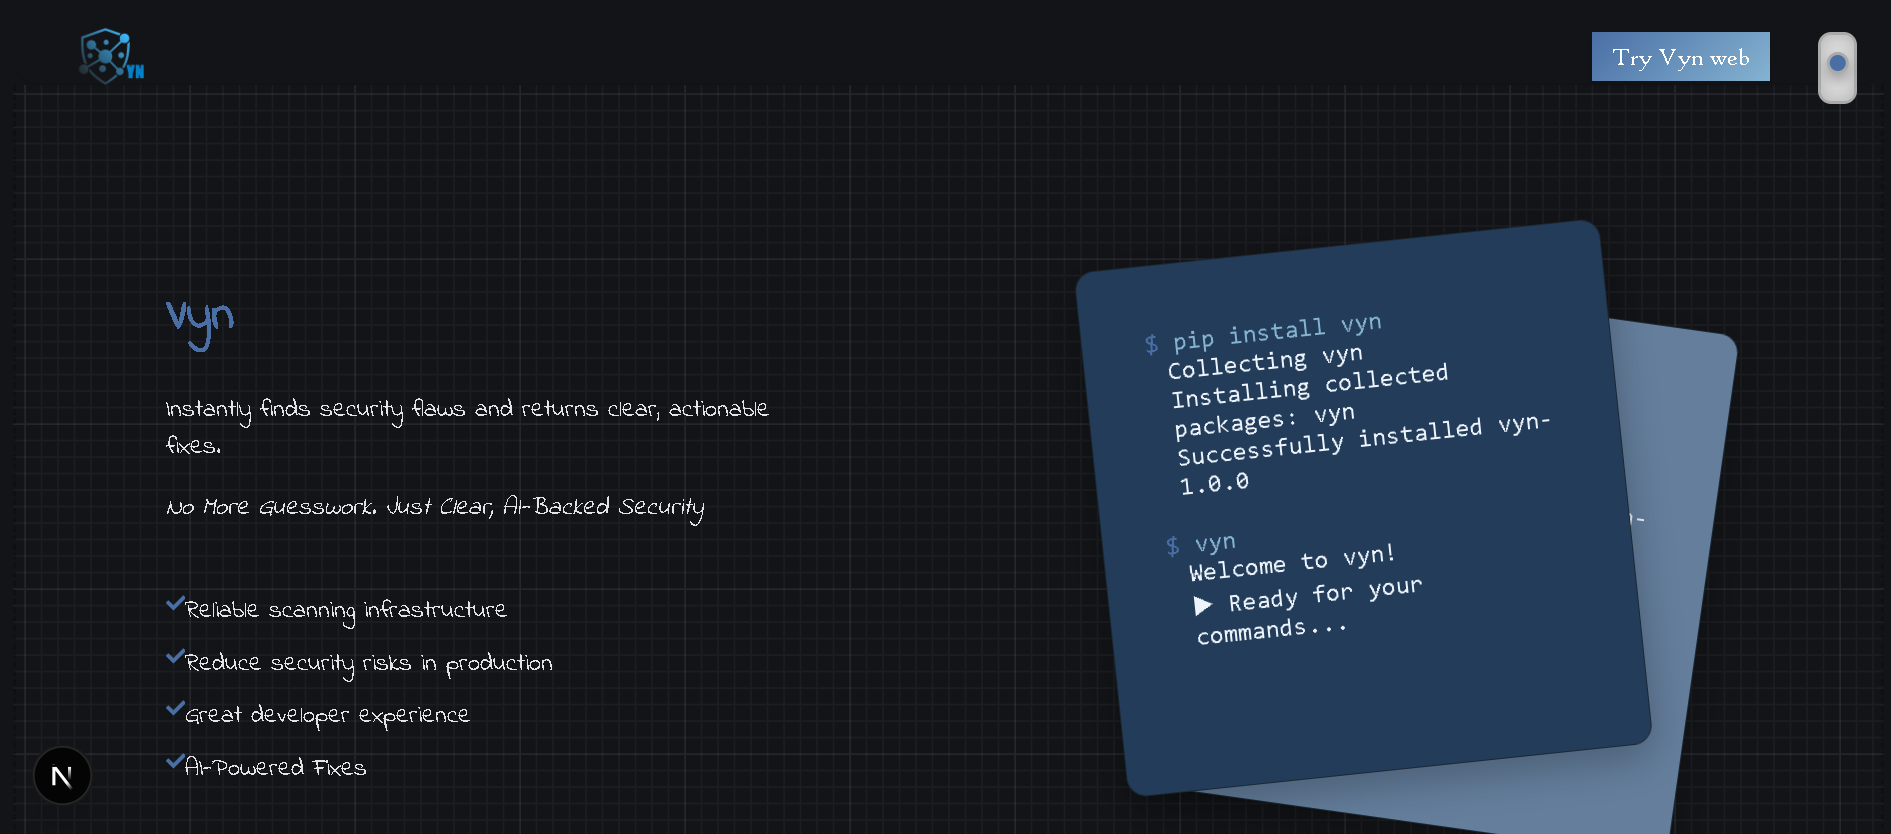 YN
Try Vyn web
vyn
Instantly finds security flaws and returns clear, actionable
fixes.
No More Guesswork. Just Clear, AI-Backed Security
Reliable scanning infrastructure
Reduce security risks in production
Great developer experience
AI-Powered Fixes
N
$ pip install vyn
Collecting vyn
Installing collected
packages: vyn
Successfully installed vyn-
1.0.0
$ vyn
Welcome to vyn!
▶ Ready for your
commands...